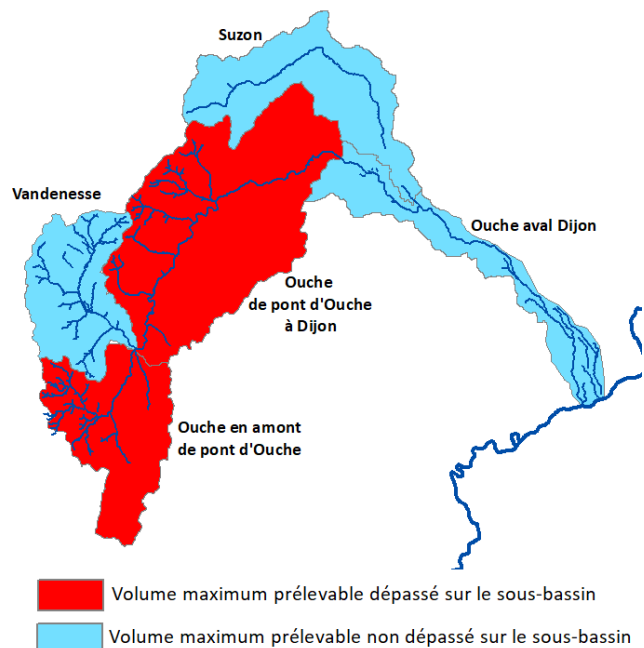 Suzon
Vandenesse
Ouche aval Dijon
Ouche
de pont d'Ouche
à Dijon
Ouche en amont
de pont d'Ouche
Volume maximum prélevable dépassé sur le sous-bassin
Volume maximum prélevable non dépassé sur le sous-bassin